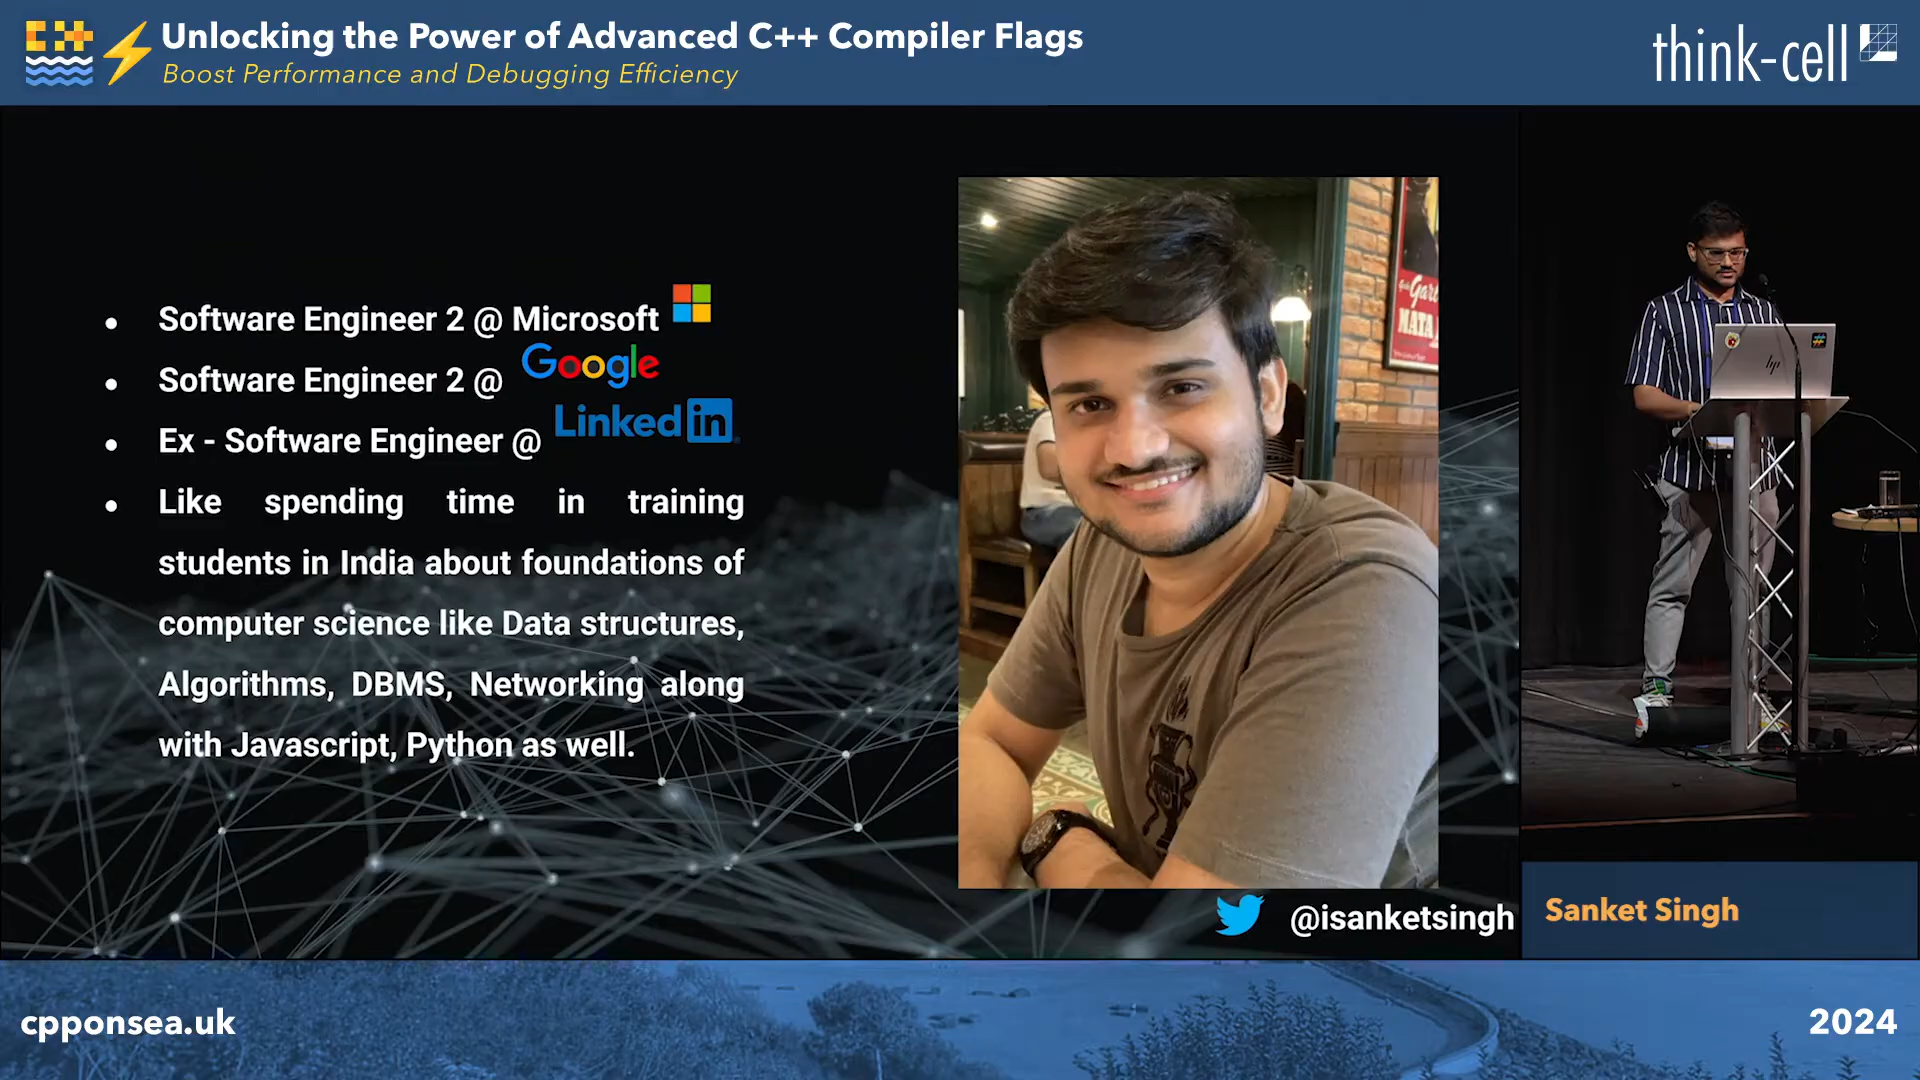 Unlocking the Power of Advanced C++ Compiler Flags
Boost Performance and Debugging Efficiency
think-cell
Software Engineer 2 @ Microsoft
Software Engineer 2 @ Google
Ex - Software Engineer @ Linkedin
Like spending time in training
students in India about foundations of
computer science like Data structures,
Algorithms, DBMS, Networking along
with Javascript, Python as well.
NATA
hp
@isanketsingh
Sanket Singh
cpponsea.uk
2024